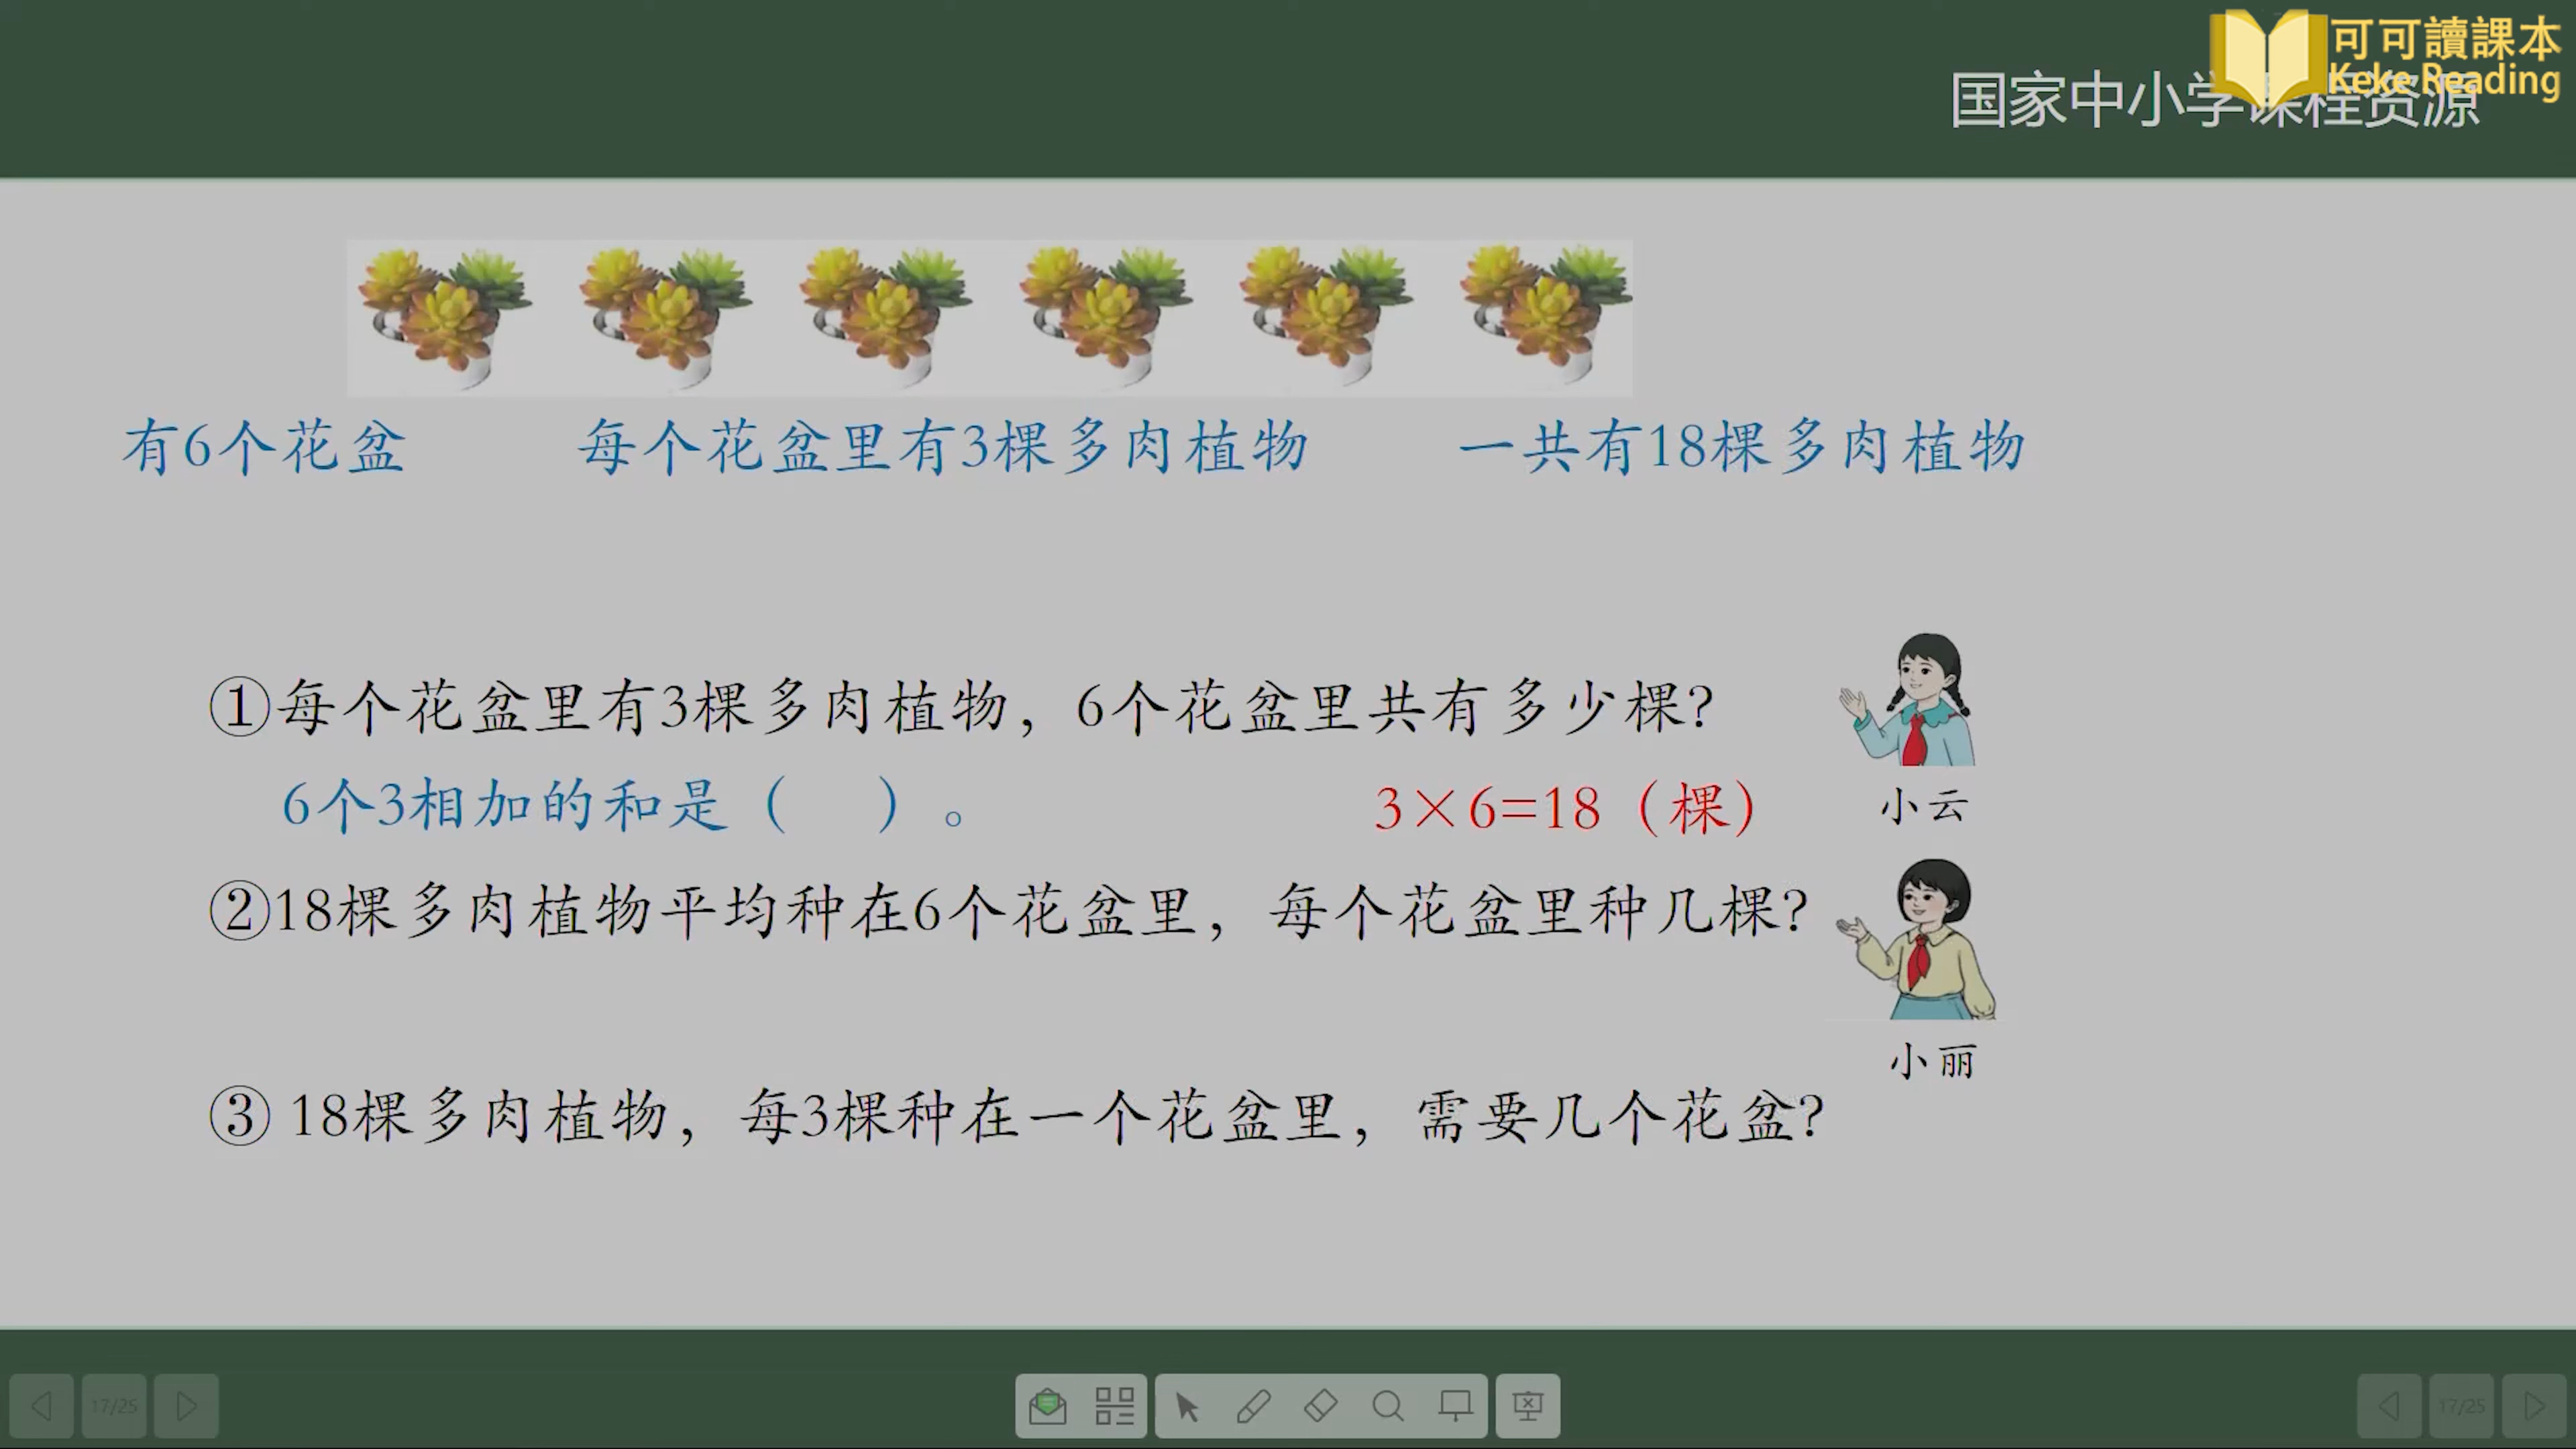 可可讀課本
Keke Reading
国家中小学课程资源
有6个花盆 每个花盆里有3棵多肉植物 一共有18棵多肉植物
①每个花盆里有3棵多肉植物，6个花盆里共有多少棵?
6个3相加的和是（ ）。 3×6=18（棵）
小云
②18棵多肉植物平均种在6个花盆里，每个花盆里种几棵?
小丽
③ 18棵多肉植物，每3棵种在一个花盆里，需要几个花盆?
17/25 17/25